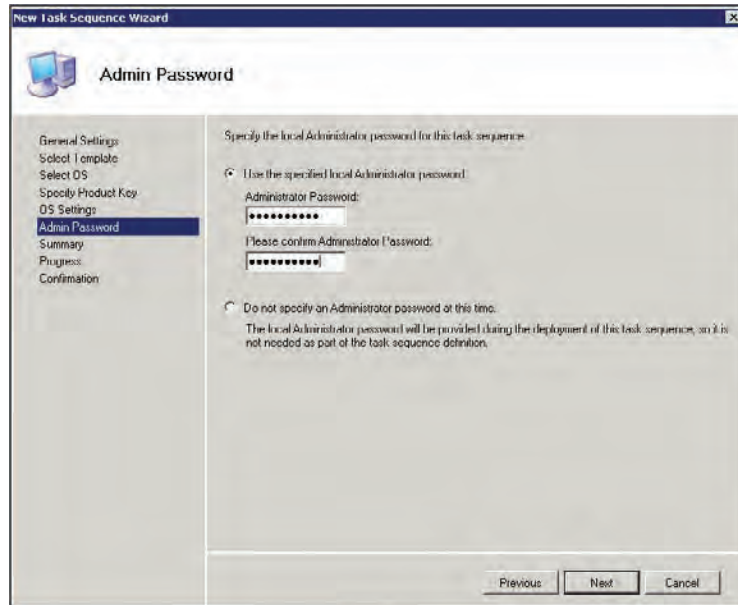 New Task Sequence Wizard
Admin Password
General Settings
Select Template
Select OS
Specify Product Key
OS Settings
Admin Password
Summary
Progress
Confirmation
Specify the local Administrator password for this task sequence.
Use the specified local Administrator password.
Administrator Password:
••••••••••
Please confirm Administrator Password:
••••••••••
Do not specify an Administrator password at this time.
The local Administrator password will be provided during the deployment of this task sequence, so it is
not needed as part of the task sequence definition.
Previous
Next
Cancel